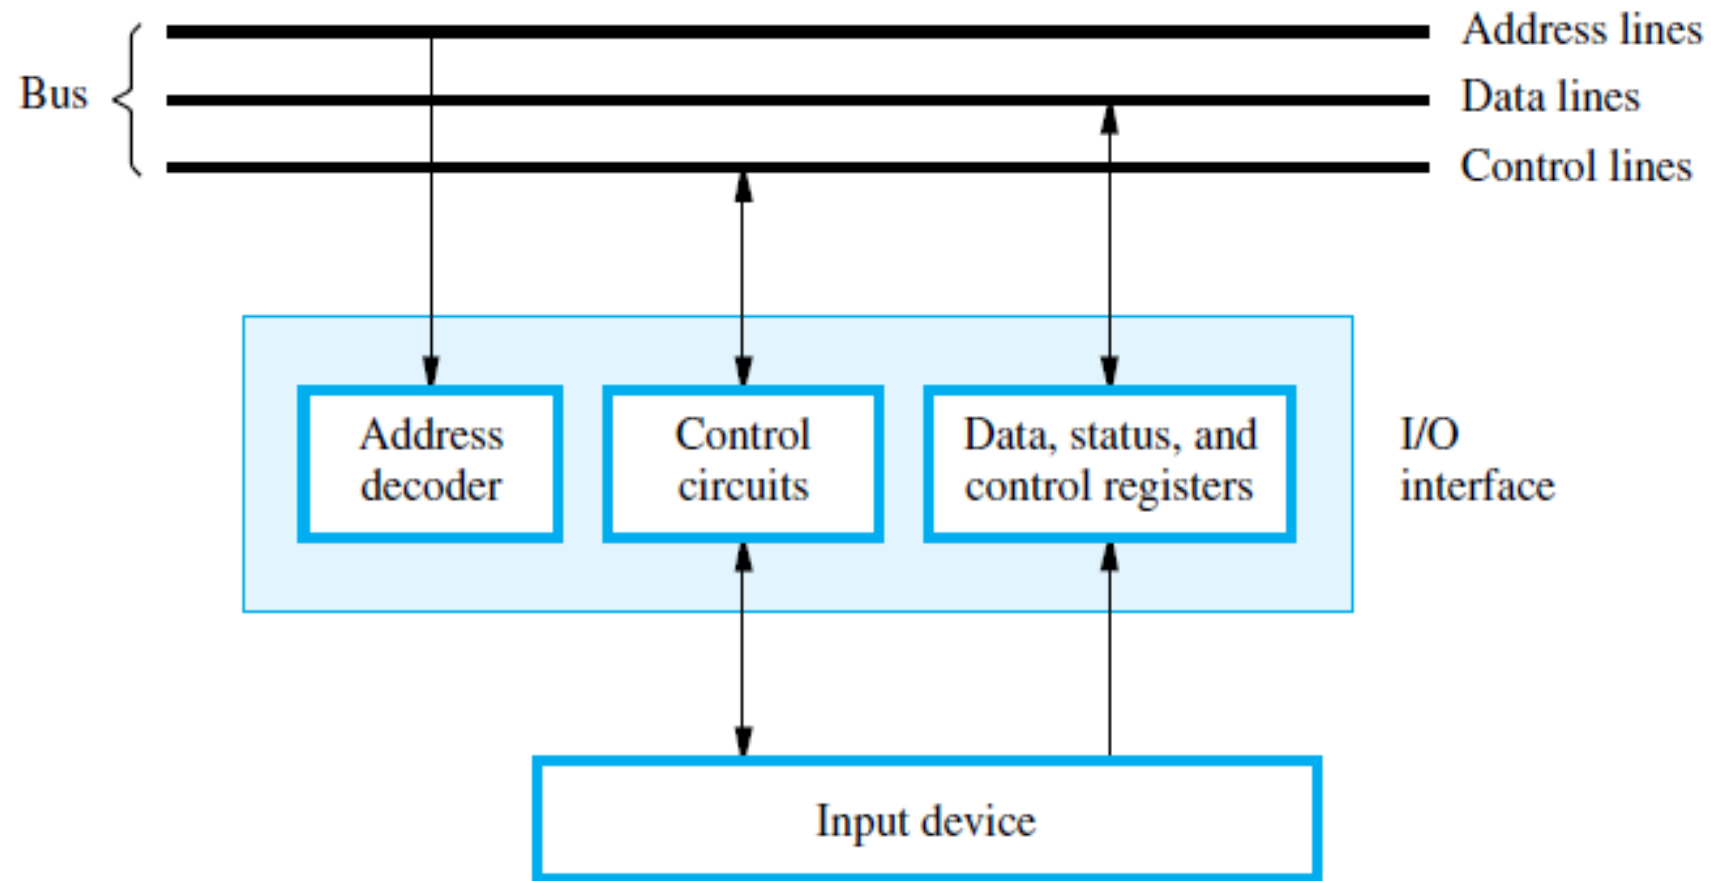 Address lines
Bus
Data lines
Control lines
Address
decoder
Control
circuits
Data, status, and
control registers
I/O
interface
Input device